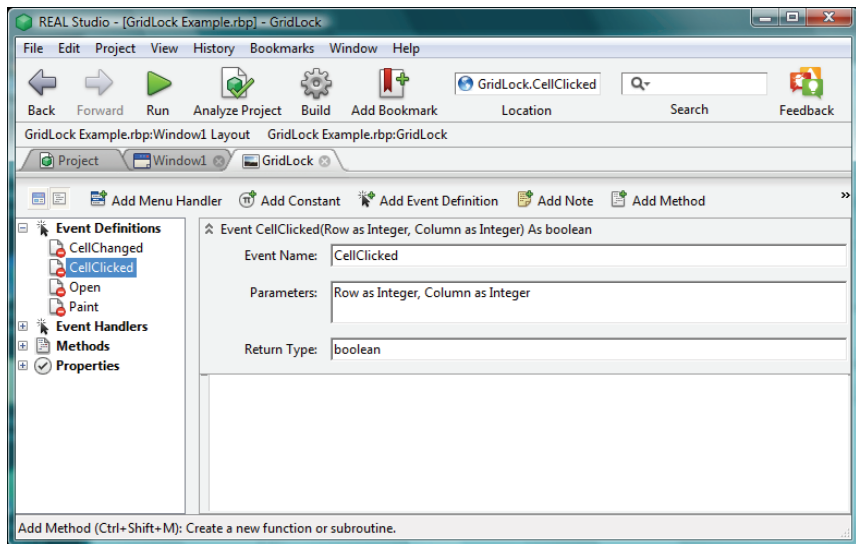 REAL Studio - [GridLock Example.rbp] - GridLock
File Edit Project View History Bookmarks Window Help
GridLock.CellClicked
Back Forward Run Analyze Project Build Add Bookmark Location Search Feedback
GridLock Example.rbp:Window1 Layout GridLock Example.rbp:GridLock
Project Window1 GridLock
Add Menu Handler Add Constant Add Event Definition Add Note Add Method »
Event Definitions
CellChanged
CellClicked
Open
Paint
Event Handlers
Methods
Properties
Event CellClicked(Row as Integer, Column as Integer) As boolean
Event Name: CellClicked
Parameters: Row as Integer, Column as Integer
Return Type: boolean
Add Method (Ctrl+Shift+M): Create a new function or subroutine.